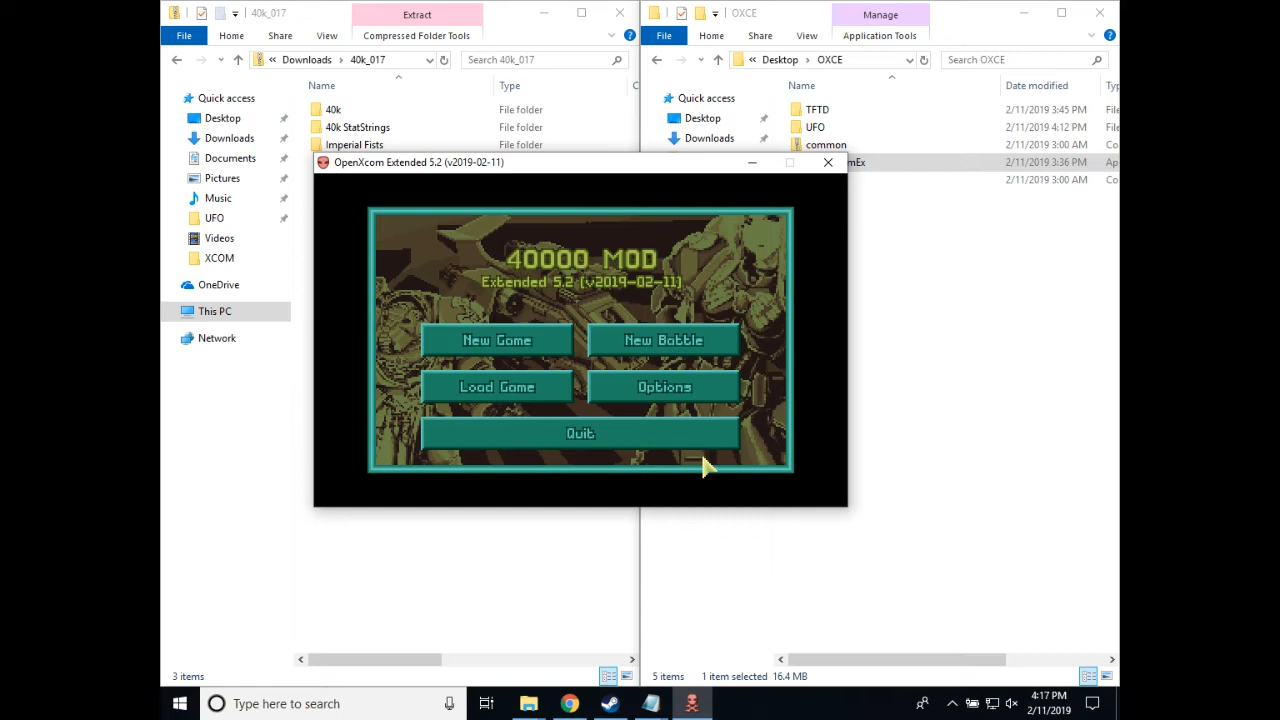 40k_017
Extract
File
Home
Share
View
Compressed Folder Tools
« Downloads > 40k_017
Search 40k_017
Name
Type
C
Quick access
Desktop
Downloads
Documents
Pictures
Music
UFO
Videos
XCOM
OneDrive
This PC
Network
40k
File folder
40k StatStrings
File folder
Imperial Fists
File folder
3 items
OXCE
Manage
File
Home
Share
View
Application Tools
« Desktop > OXCE
Search OXCE
Name
Date modified
Typ
Quick access
Desktop
Downloads
TFTD
2/11/2019 3:45 PM
File
UFO
2/11/2019 4:12 PM
File
common
2/11/2019 3:00 AM
Co
mEx
2/11/2019 3:36 PM
Ap
2/11/2019 3:00 AM
Co
5 items
1 item selected 16.4 MB
OpenXcom Extended 5.2 (v2019-02-11)
40000 MOD
Extended 5.2 (v2019-02-11)
New Game
New Battle
Load Game
Options
Quit
Type here to search
4:17 PM
2/11/2019